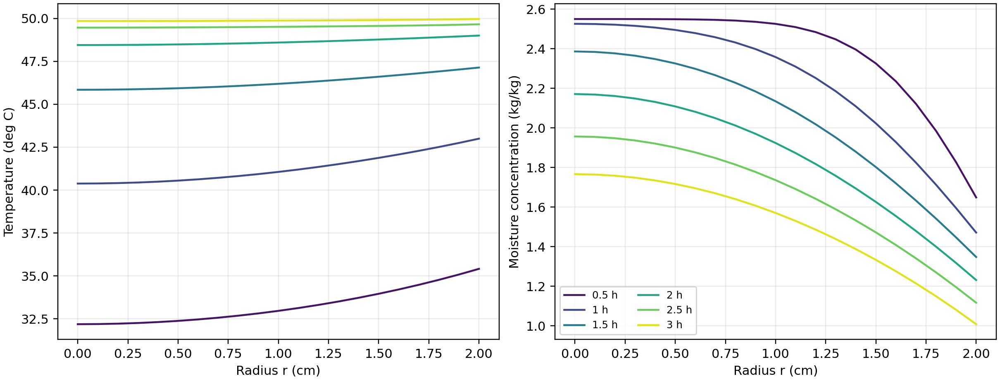 Temperature (deg C)
50.0
47.5
45.0
42.5
40.0
37.5
35.0
32.5
0.00 0.25 0.50 0.75 1.00 1.25 1.50 1.75 2.00
Radius r (cm)
Moisture concentration (kg/kg)
2.6
2.4
2.2
2.0
1.8
1.6
1.4
1.2
1.0
0.5 h 2 h
1 h 2.5 h
1.5 h 3 h
0.00 0.25 0.50 0.75 1.00 1.25 1.50 1.75 2.00
Radius r (cm)